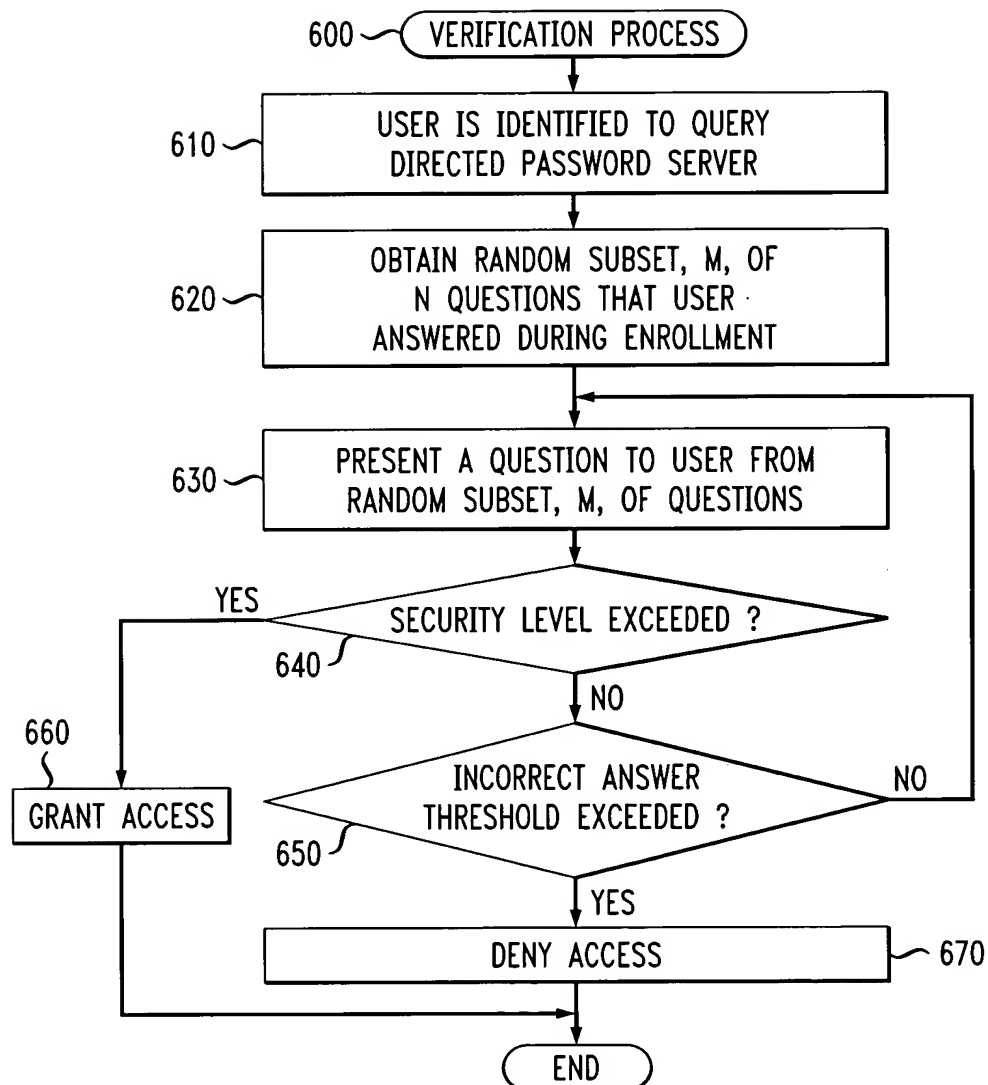 600
VERIFICATION PROCESS
610
USER IS IDENTIFIED TO QUERY
DIRECTED PASSWORD SERVER
620
OBTAIN RANDOM SUBSET, M, OF
N QUESTIONS THAT USER
ANSWERED DURING ENROLLMENT
630
PRESENT A QUESTION TO USER FROM
RANDOM SUBSET, M, OF QUESTIONS
YES
SECURITY LEVEL EXCEEDED ?
640
NO
660
GRANT ACCESS
INCORRECT ANSWER
THRESHOLD EXCEEDED ?
650
NO
YES
DENY ACCESS
670
END